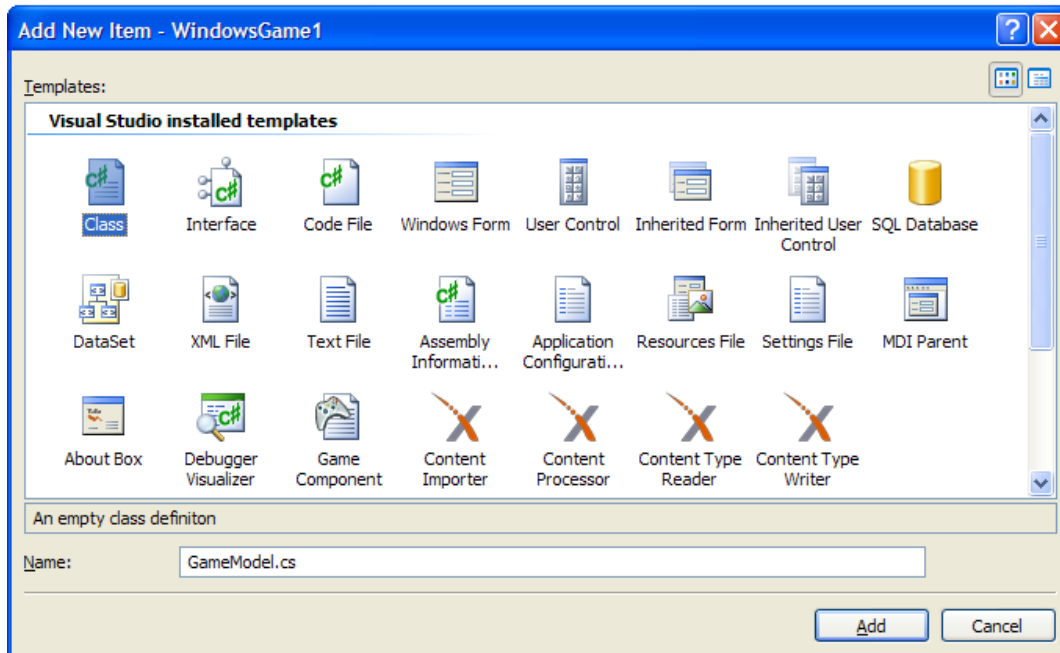 Add New Item - WindowsGame1
Templates:
Visual Studio installed templates
Class Interface Code File Windows Form User Control Inherited Form Inherited User SQL Database
Control
DataSet XML File Text File Assembly Application Resources File Settings File MDI Parent
Informati... Configurati...
About Box Debugger Game Content Content Content Type Content Type
Visualizer Component Importer Processor Reader Writer
An empty class definiton
Name: GameModel.cs
Add Cancel